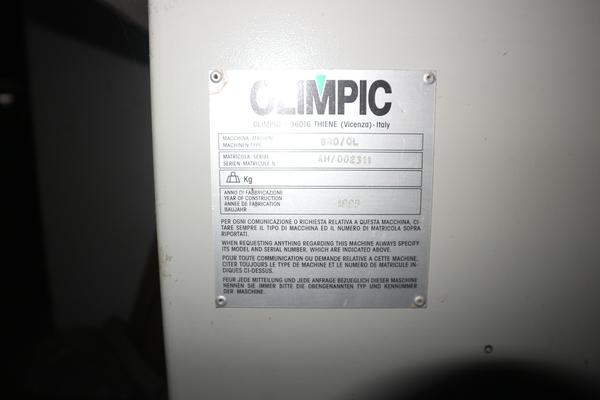 OLIMPIC
OLIMPIC - 36016 THIENE (Vicenza) - Italy
MACCHINA - MACHINE
MACHINEN TYPE
MATRICOLA - SERIAL
SERIEN - MATRICULE N.
AH/002311
Kg
ANNO DI FABBRICAZIONE
YEAR OF CONSTRUCTION
ANNEE DE FABRICATION
BAUJAHR
PER OGNI COMUNICAZIONE O RICHIESTA RELATIVA A QUESTA MACCHINA, CI-
TARE SEMPRE IL TIPO DI MACCHINA ED IL NUMERO DI MATRICOLA SOPRA
RIPORTATI.
WHEN REQUESTING ANYTHING REGARDING THIS MACHINE ALWAYS SPECIFY
ITS MODEL AND SERIAL NUMBER, WHICH ARE INDICATED ABOVE.
POUR TOUTE COMMUNICATION OU DEMANDE RELATIVE A CETTE MACHINE,
CITER TOUJOURS LE TYPE DE MACHINE ET LE NUMERO DE MATRICULE IN-
DIQUES CI-DESSUS.
FEUR JEDE MITTEILUNG UND JEDE ANFRAGE BEZUEGLICH DIESER MASCHINE
NENNEN SIE IMMER BITTE DIE OBENGENANNTEN TYP UND KENNUMMER
DER MASCHINE.